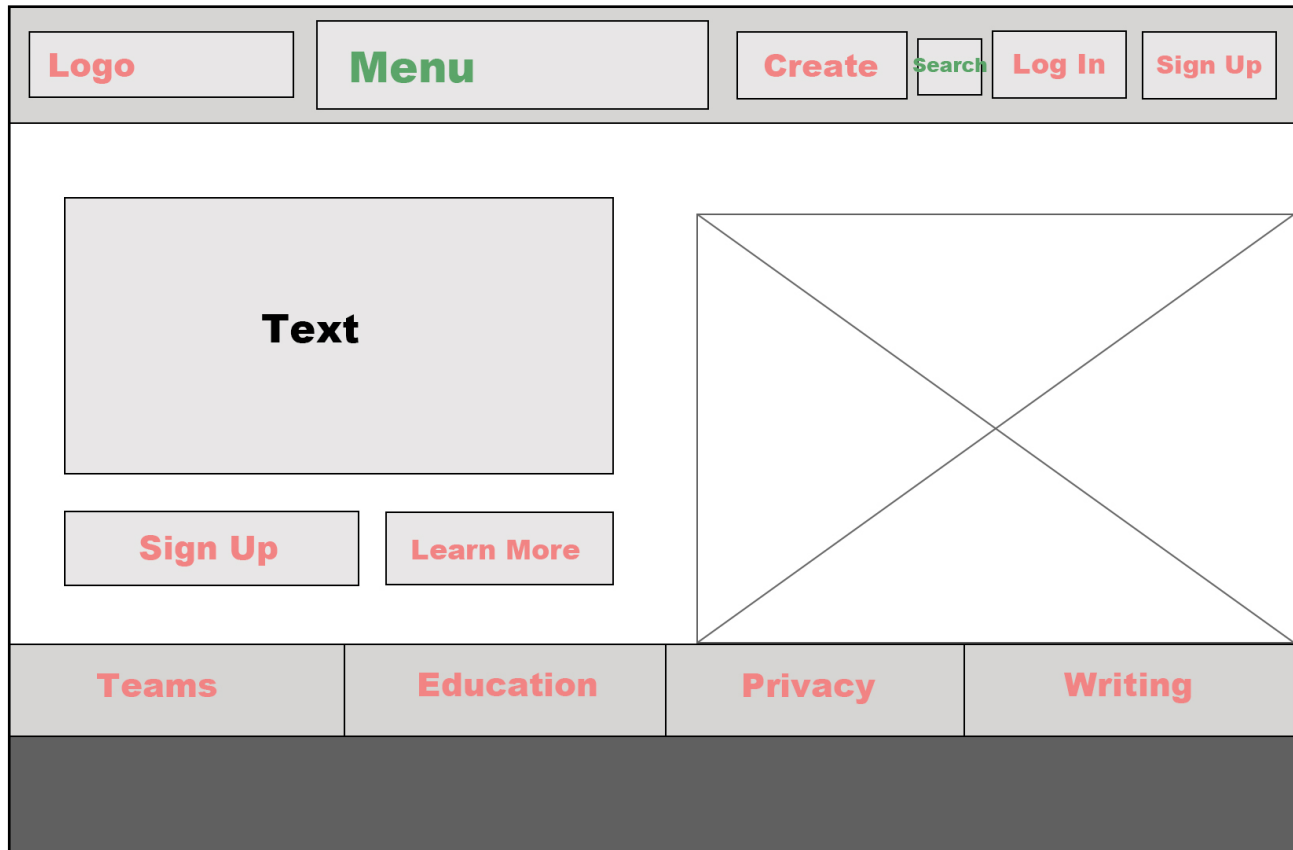 Logo
Menu
Create
Search
Log In
Sign Up
Text
Sign Up
Learn More
Teams
Education
Privacy
Writing